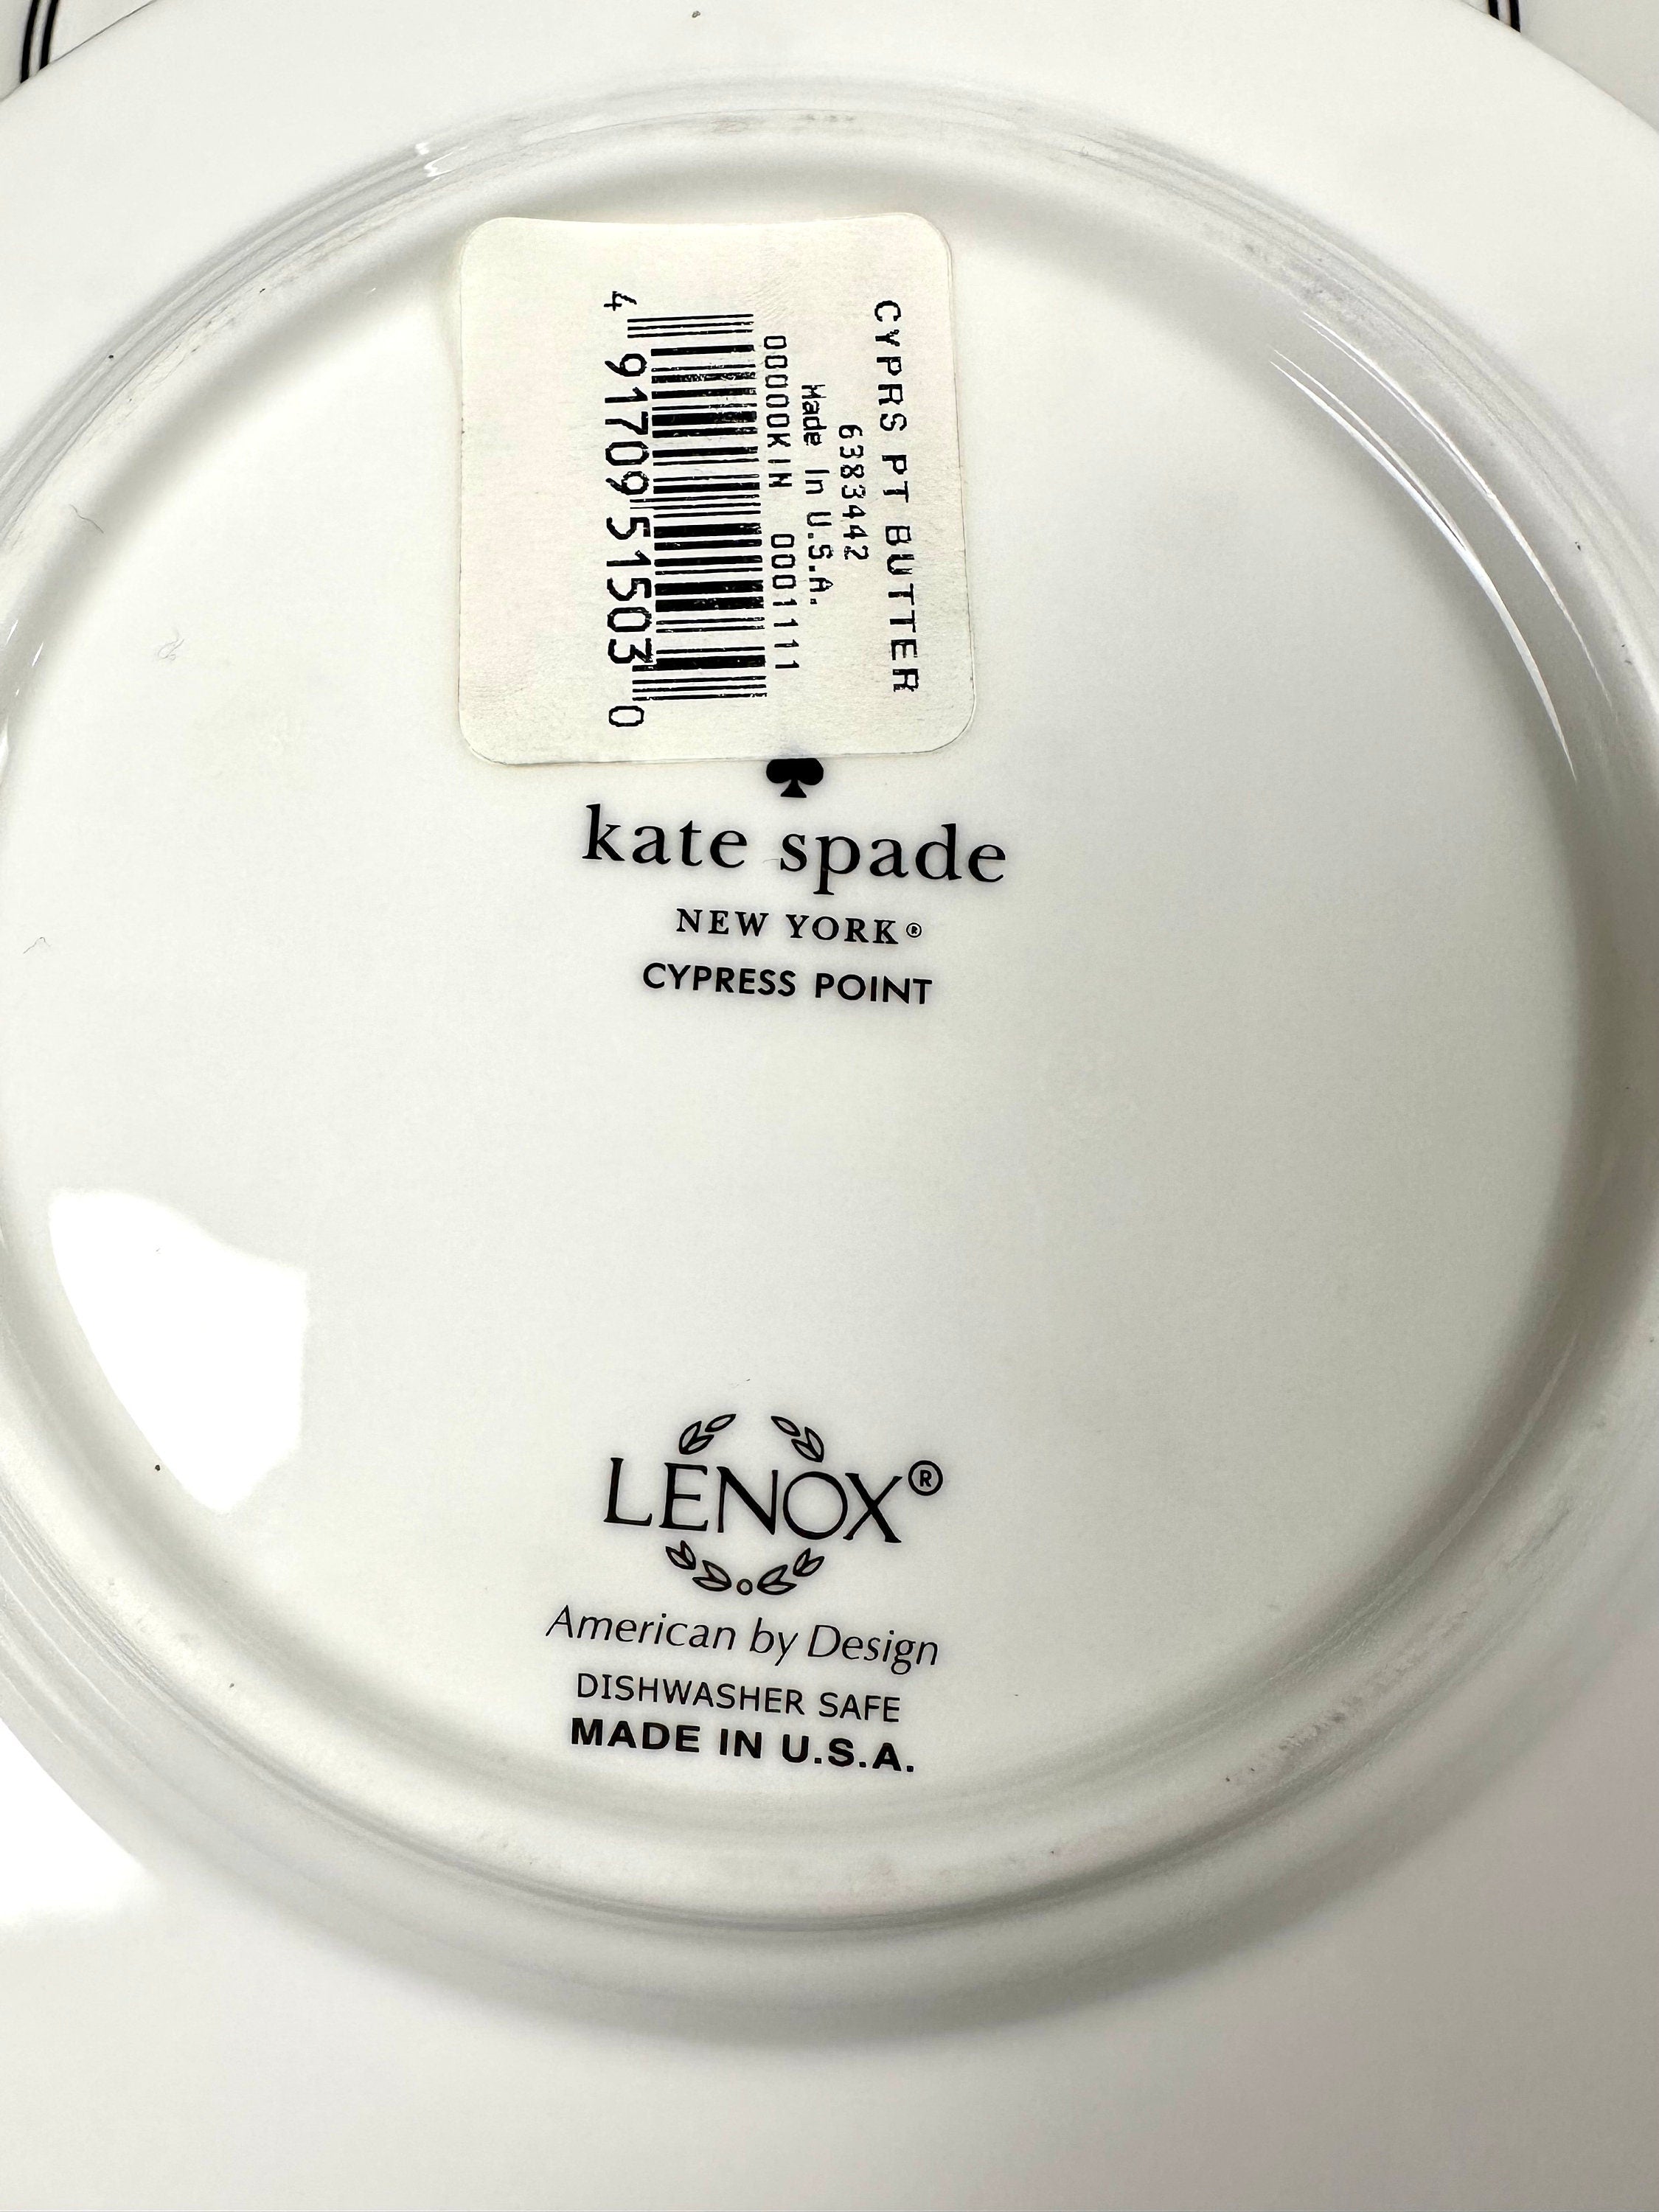 CYPRS PT BUTTER
6383442
Made In U.S.A.
00000KIN 0001111
4 91709 51503 0
kate spade
NEW YORK®
CYPRESS POINT
LENOX®
American by Design
DISHWASHER SAFE
MADE IN U.S.A.